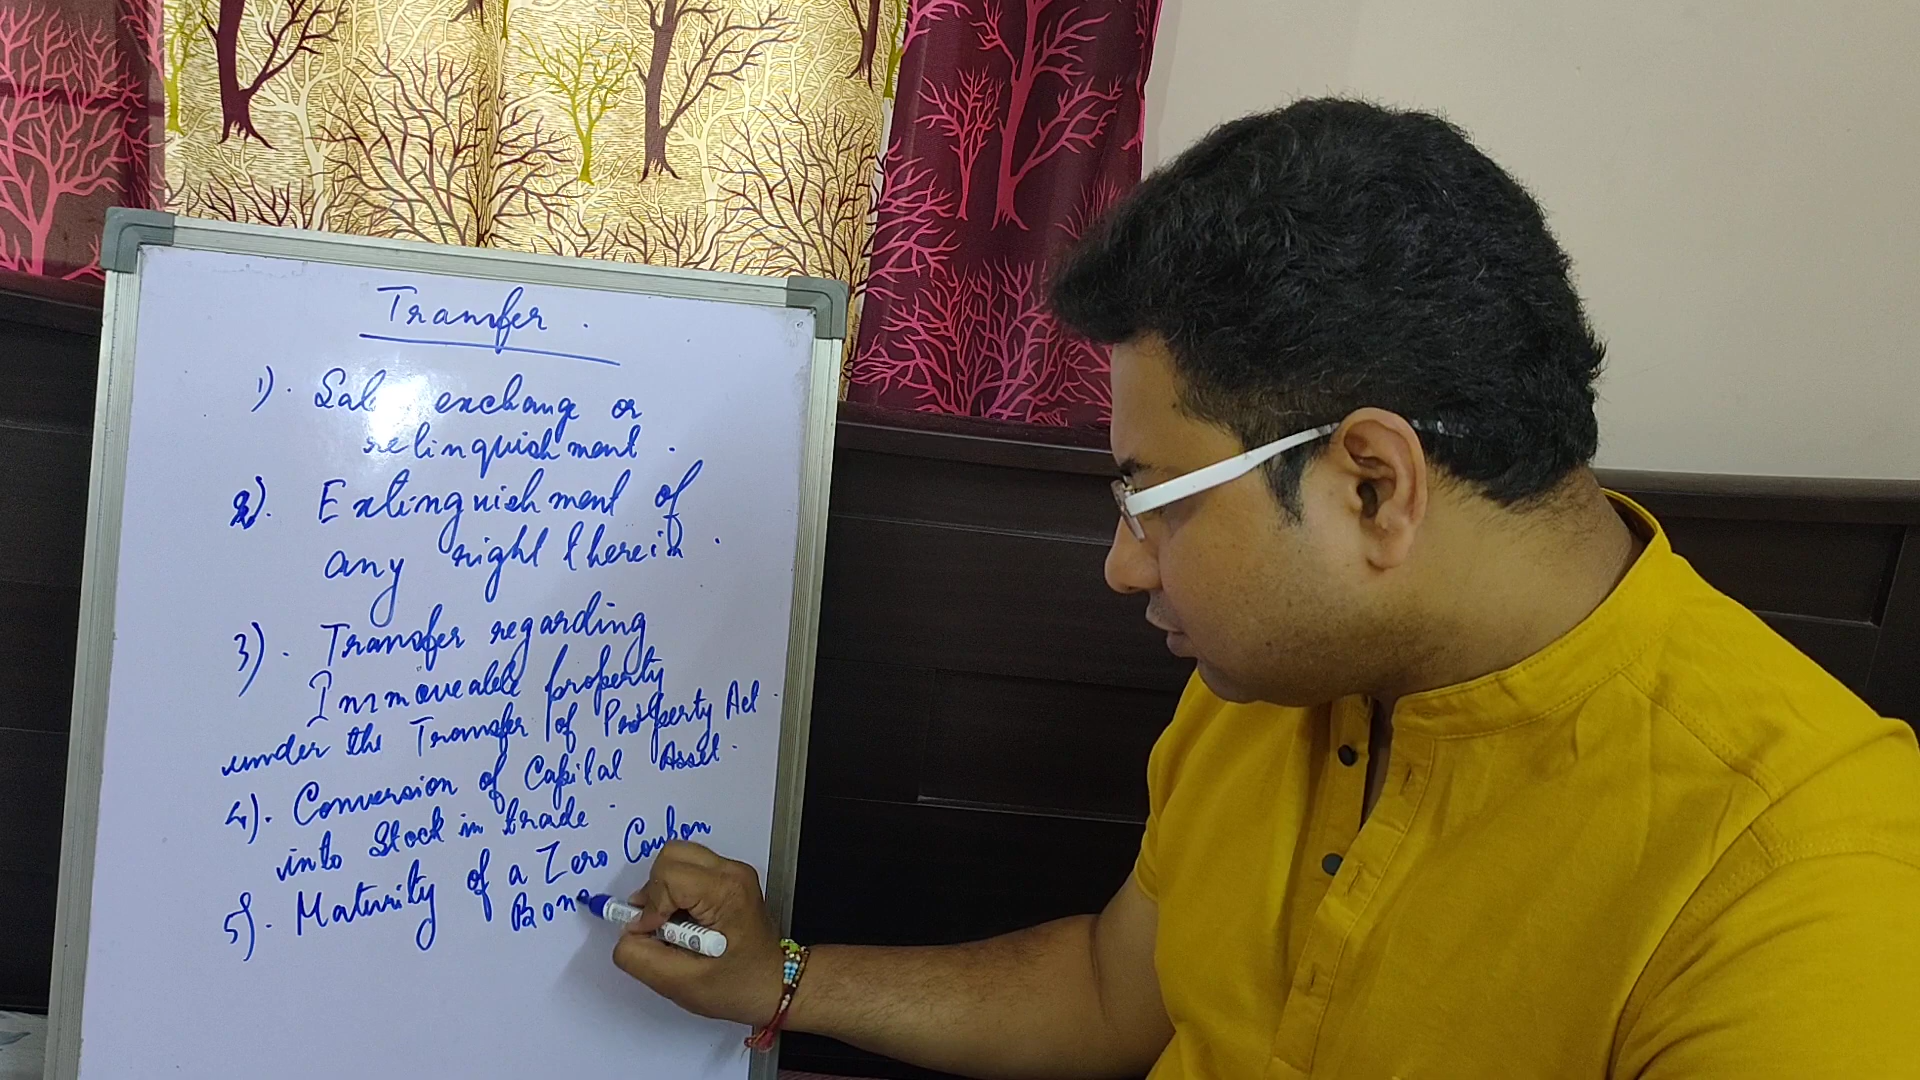 Transfer.
1). Sale exchange or
relinquishment.
2). Extinguishment of
any right therein.
3). Transfer regarding
Immoveable property
under the Transfer of Property Act.
4). Conversion of Capital Asset.
into Stock in trade.
5). Maturity of a Zero Coupon
Bon